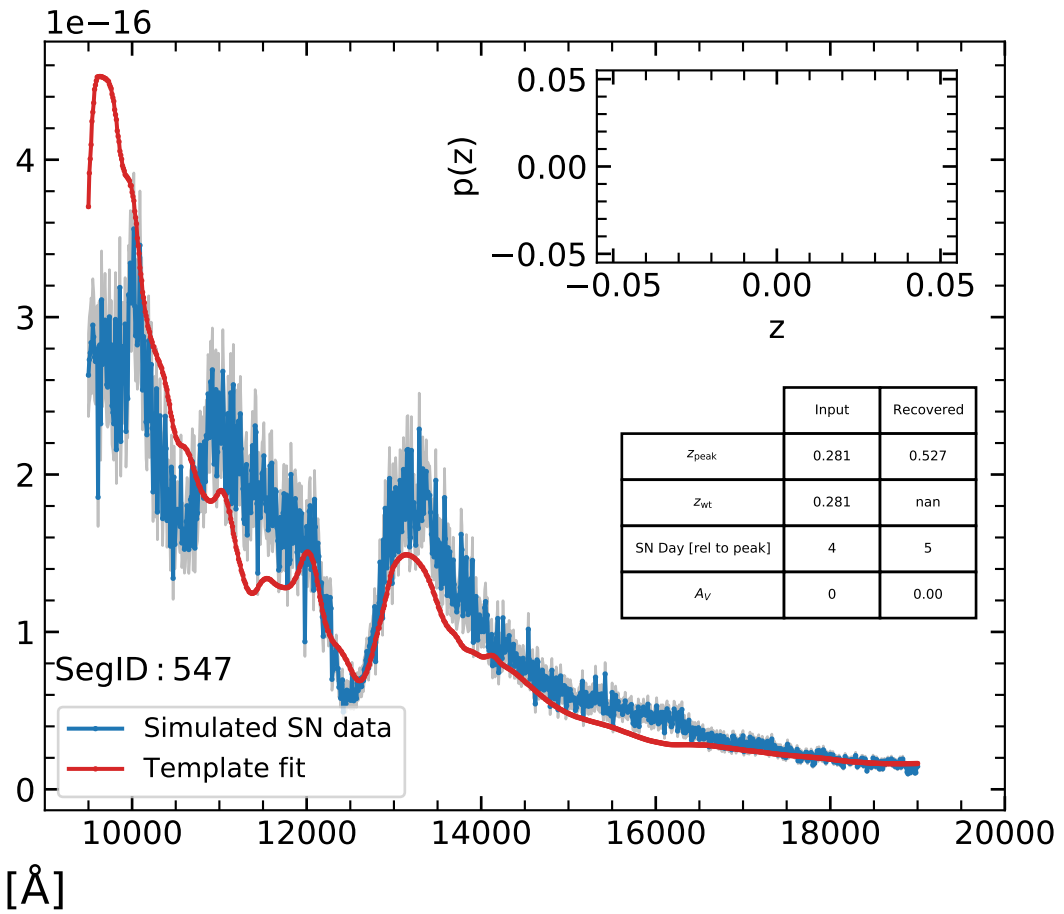 1e−16
4
3
2
1
0
10000 12000 14000 16000 18000 20000
[Å]
0.05
0.00
−0.05
p(z)
−0.05 0.00 0.05
z
Input Recovered
z_peak 0.281 0.527
z_wt 0.281 nan
SN Day [rel to peak] 4 5
A_V 0 0.00
SegID : 547
Simulated SN data
Template fit